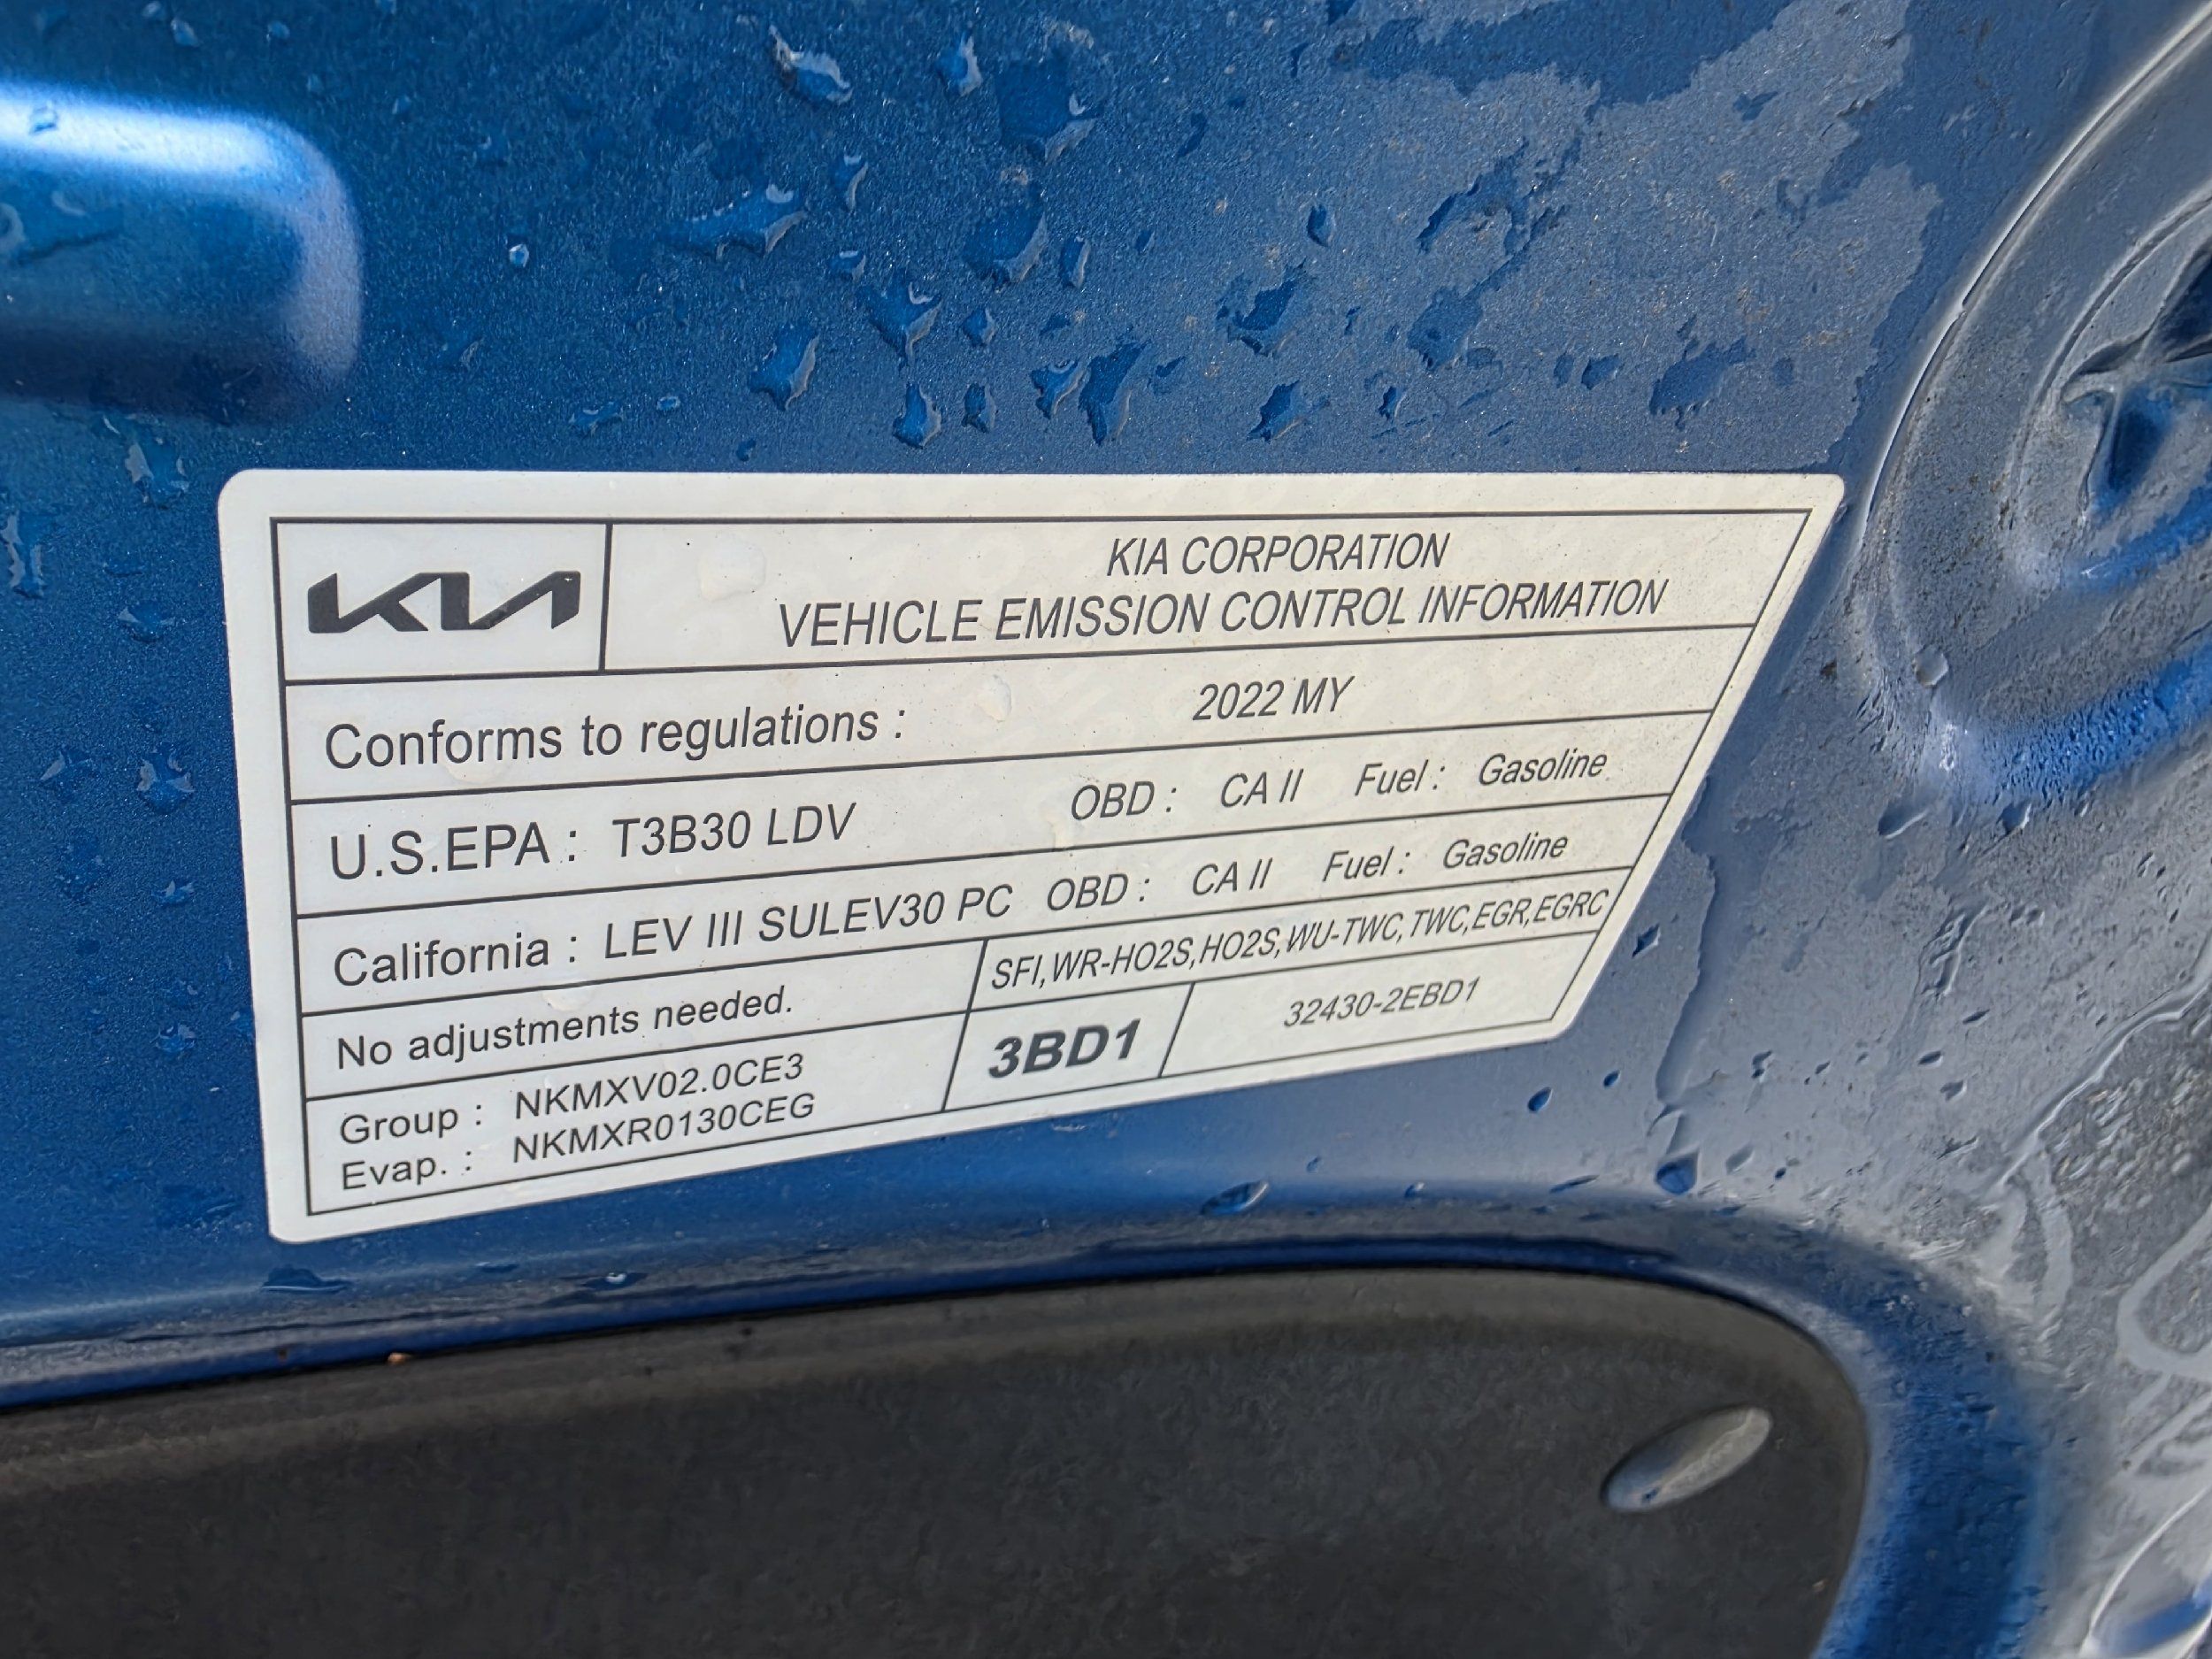 KIA
KIA CORPORATION
VEHICLE EMISSION CONTROL INFORMATION
Conforms to regulations : 2022 MY
U.S.EPA : T3B30 LDV OBD : CA II Fuel : Gasoline
California : LEV III SULEV30 PC OBD : CA II Fuel : Gasoline
No adjustments needed. SFI,WR-HO2S,HO2S,WU-TWC,TWC,EGR,EGRC
Group : NKMXV02.0CE3
Evap. : NKMXR0130CEG
3BD1
32430-2EBD1